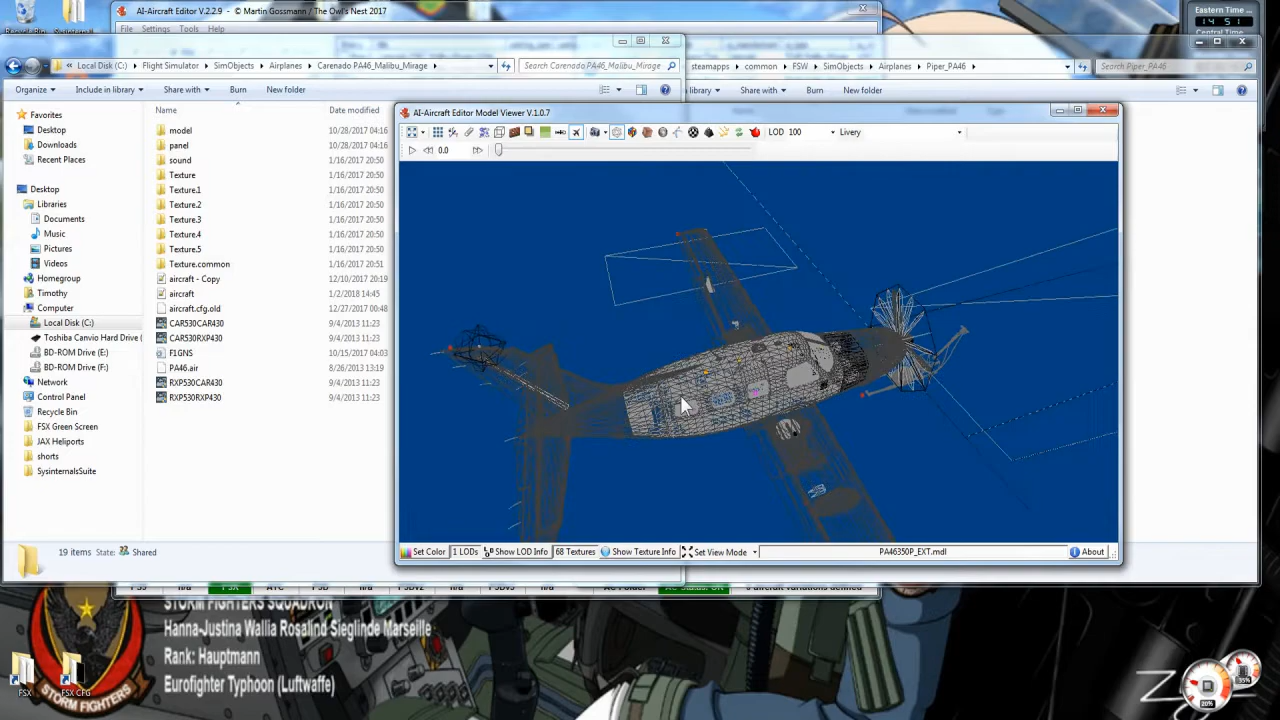 AI-Aircraft Editor V.2.2.9 - © Martin Gossmann / The Owl's Nest 2017
Eastern Time
14 51
Central Time
File Settings Tools Help
Local Disk (C:) Flight Simulator SimObjects Airplanes Carenado PA46_Malibu_Mirage
Search Carenado PA46_Malibu_Mirage
steamapps common FSW SimObjects Airplanes Piper_PA46
Search Piper_PA46
Organize Include in library Share with Burn New folder
library Share with Burn New folder
Favorites
Desktop
Downloads
Recent Places
Desktop
Libraries
Documents
Music
Pictures
Videos
Homegroup
Timothy
Computer
Local Disk (C:)
Toshiba Canvio Hard Drive (
BD-ROM Drive (E:)
BD-ROM Drive (F:)
Network
Control Panel
Recycle Bin
FSX Green Screen
JAX Heliports
shorts
SysinternalsSuite
Name Date modified
model 10/28/2017 04:16
panel 10/28/2017 04:16
sound 1/16/2017 20:50
Texture 1/16/2017 20:50
Texture.1 1/16/2017 20:50
Texture.2 1/16/2017 20:50
Texture.3 1/16/2017 20:50
Texture.4 1/16/2017 20:50
Texture.5 1/16/2017 20:50
Texture.common 1/16/2017 20:51
aircraft - Copy 12/10/2017 20:19
aircraft 1/2/2018 14:45
aircraft.cfg.old 12/27/2017 00:48
CAR530CAR430 9/4/2013 11:23
CAR530RXP430 9/4/2013 11:23
F1GNS 10/15/2017 04:03
PA46.air 8/26/2013 13:19
RXP530CAR430 9/4/2013 11:23
RXP530RXP430 9/4/2013 11:23
19 items State: Shared
AI-Aircraft Editor Model Viewer V.1.0.7
LOD 100 Livery
0.0
Set Color 1 LODs Show LOD Info 68 Textures Show Texture Info Set View Mode PA46350P_EXT.mdl About
STORM FIGHTERS SQUADRON
Hanna-Justina Wallia Rosalind Sieglinde Marseille
Rank: Hauptmann
Eurofighter Typhoon (Luftwaffe)
STORM FIGHTERS
FSX
FSX CFG
20%
35%